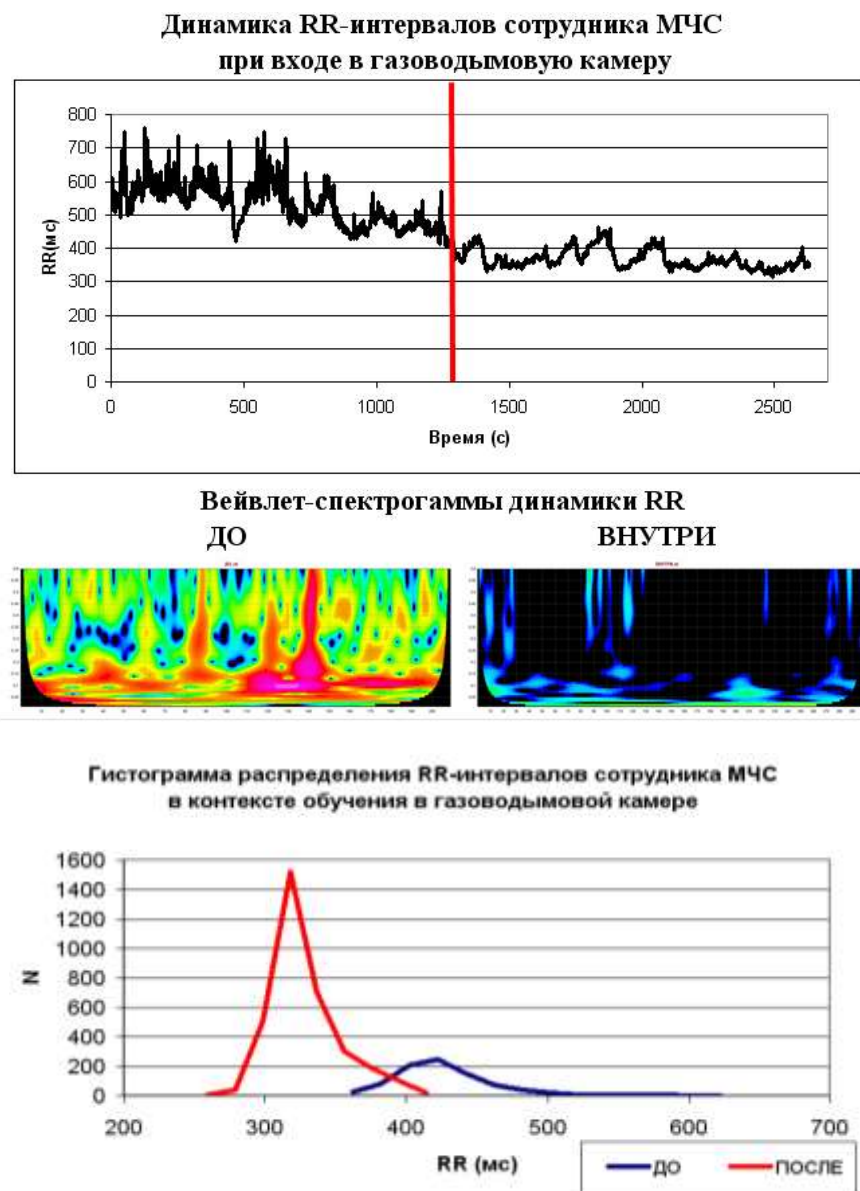 Динамика RR-интервалов сотрудника МЧС
при входе в газоводымовую камеру
800
700
600
500
400
300
200
100
0
RR(мс)
0 500 1000 1500 2000 2500
Время (с)
Вейвлет-спектрогаммы динамики RR
ДО ВНУТРИ
Гистограмма распределения RR-интервалов сотрудника МЧС
в контексте обучения в газоводымовой камере
1600
1400
1200
1000
800
600
400
200
0
N
200 300 400 500 600 700
RR (мс)
ДО ПОСЛЕ